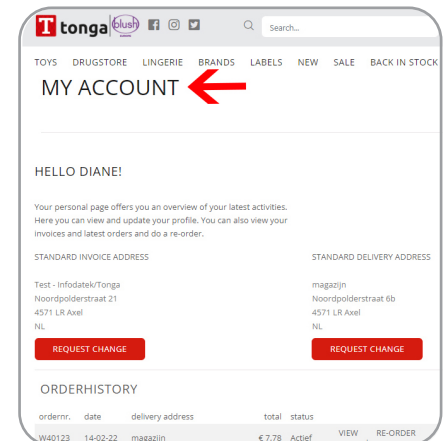 T tonga blush Search...
TOYS DRUGSTORE LINGERIE BRANDS LABELS NEW SALE BACK IN STOCK
MY ACCOUNT
HELLO DIANE!
Your personal page offers you an overview of your latest activities.
Here you can view and update your profile. You can also view your
invoices and latest orders and do a re-order.
STANDARD INVOICE ADDRESS STANDARD DELIVERY ADDRESS
Test - Infodatek/Tonga magazijn
Noordpolderstraat 21 Noordpolderstraat 6b
4571 LR Axel 4571 LR Axel
NL NL
REQUEST CHANGE REQUEST CHANGE
ORDERHISTORY
ordernr. date delivery address total status
W40123 14-02-22 magazijn € 7,78 Actief VIEW RE-ORDER